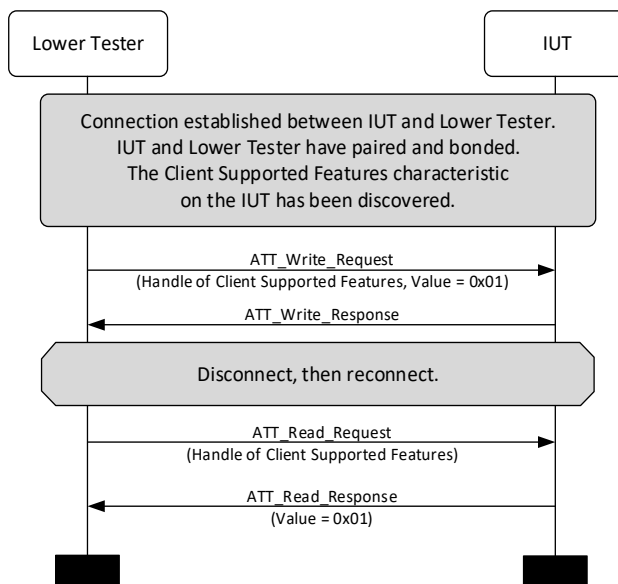 Lower Tester
IUT
Connection established between IUT and Lower Tester.
IUT and Lower Tester have paired and bonded.
The Client Supported Features characteristic
on the IUT has been discovered.
ATT_Write_Request
(Handle of Client Supported Features, Value = 0x01)
ATT_Write_Response
Disconnect, then reconnect.
ATT_Read_Request
(Handle of Client Supported Features)
ATT_Read_Response
(Value = 0x01)